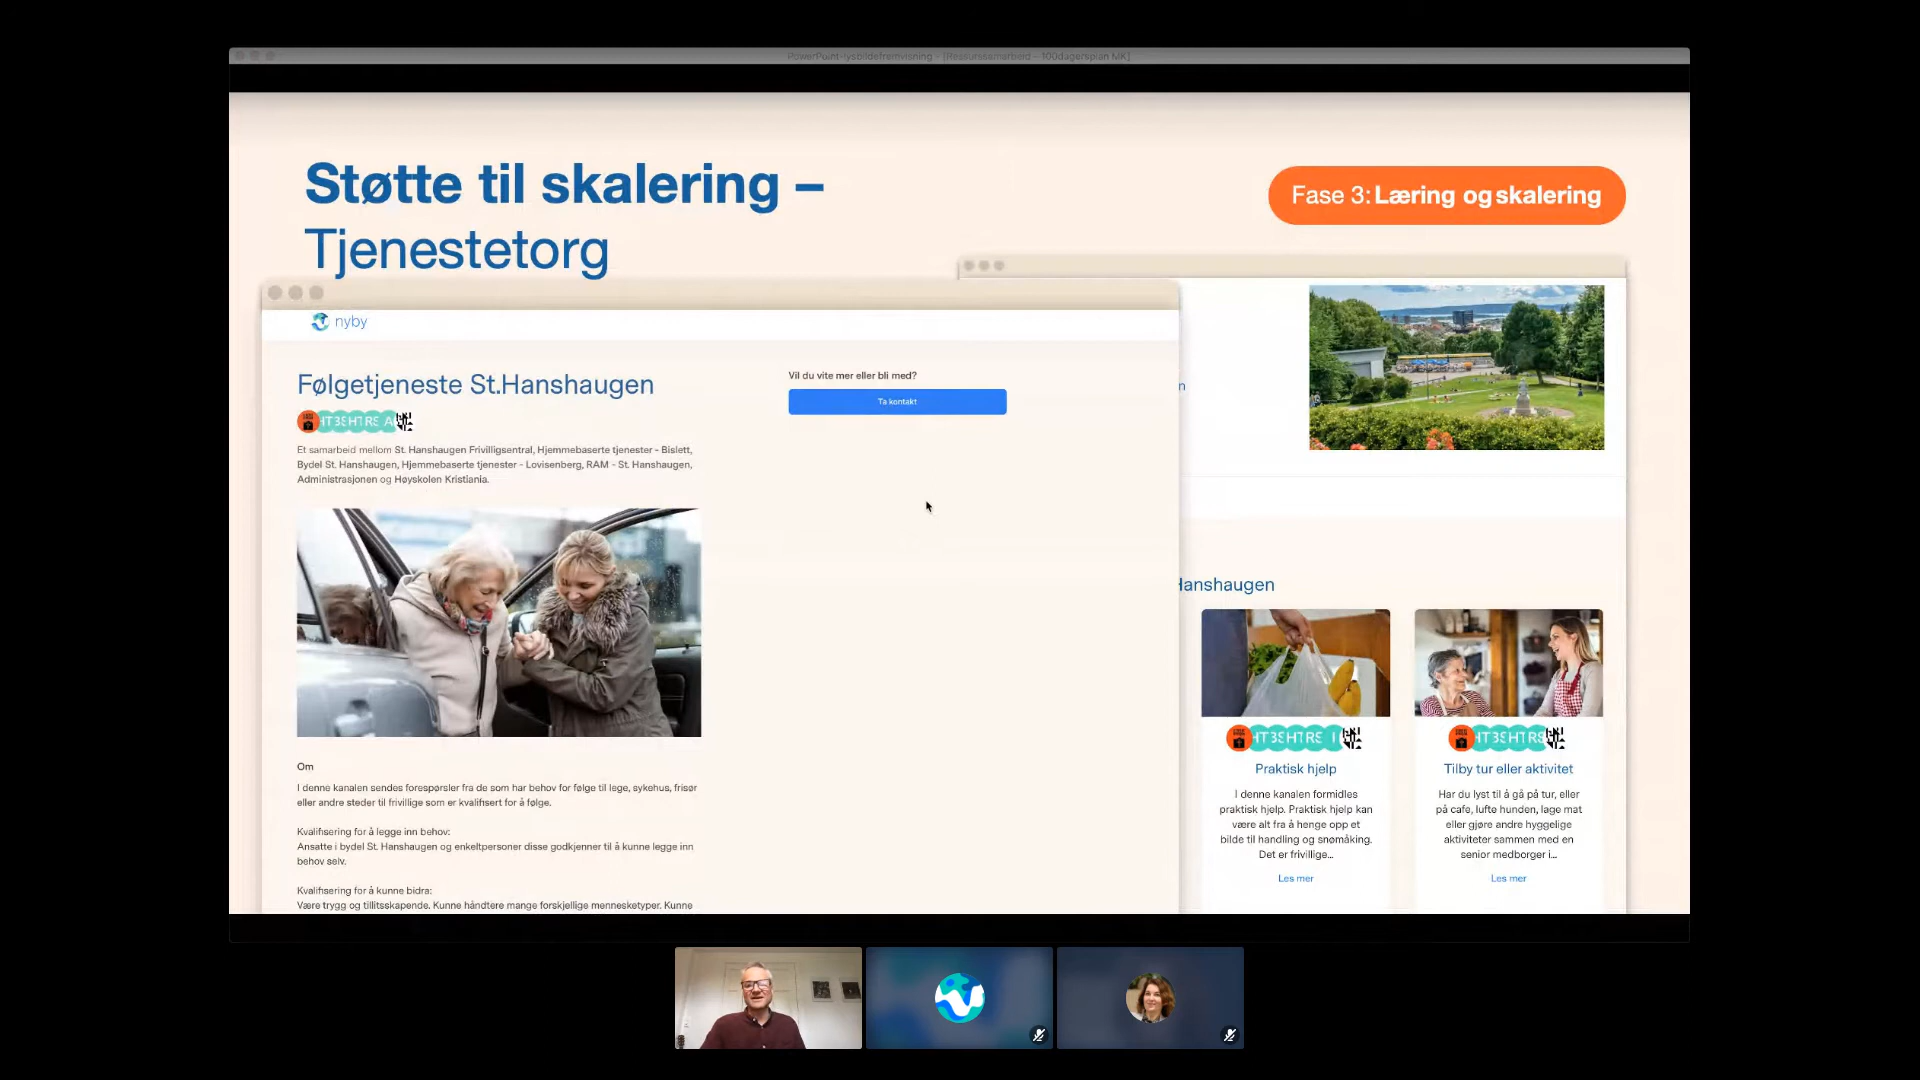 PowerPoint-lysbildefremvisning - [Ressurssamarbeid – 100dagersplan MK]
Støtte til skalering –
Tjenestetorg
Fase 3: Læring og skalering
nyby
Følgetjeneste St.Hanshaugen
Et samarbeid mellom St. Hanshaugen Frivilligsentral, Hjemmebaserte tjenester - Bislett,
Bydel St. Hanshaugen, Hjemmebaserte tjenester - Lovisenberg, RAM - St. Hanshaugen,
Administrasjonen og Høyskolen Kristiania.
Vil du vite mer eller bli med?
Ta kontakt
Om
I denne kanalen sendes forespørsler fra de som har behov for følge til lege, sykehus, frisør
eller andre steder til frivillige som er kvalifisert for å følge.
Kvalifisering for å legge inn behov:
Ansatte i bydel St. Hanshaugen og enkeltpersoner disse godkjenner til å kunne legge inn
behov selv.
Kvalifisering for å kunne bidra:
Være trygg og tillitsskapende. Kunne håndtere mange forskjellige mennesketyper. Kunne
n
Hanshaugen
Praktisk hjelp
I denne kanalen formidles
praktisk hjelp. Praktisk hjelp kan
være alt fra å henge opp et
bilde til handling og snømåking.
Det er frivillige...
Les mer
Tilby tur eller aktivitet
Har du lyst til å gå på tur, eller
på cafe, lufte hunden, lage mat
eller gjøre andre hyggelige
aktiviteter sammen med en
senior medborger i...
Les mer